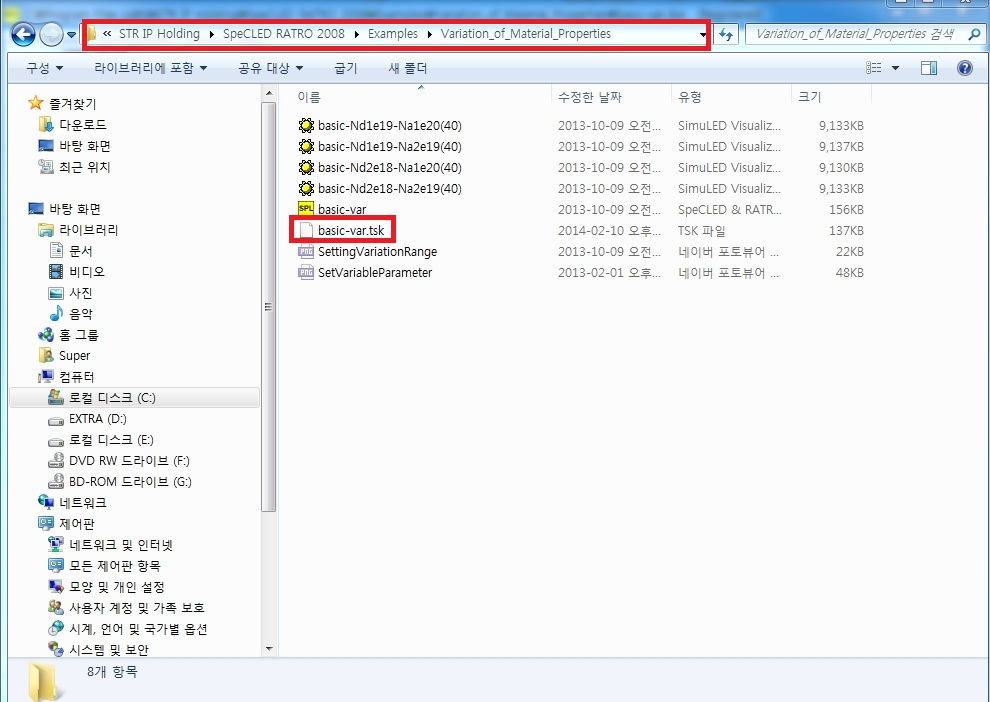 « STR IP Holding ▸ SpeCLED RATRO 2008 ▸ Examples ▸ Variation_of_Material_Properties
Variation_of_Material_Properties 검색
구성 라이브러리에 포함 공유 대상 굽기 새 폴더
즐겨찾기
다운로드
바탕 화면
최근 위치
바탕 화면
라이브러리
문서
비디오
사진
음악
홈 그룹
Super
컴퓨터
로컬 디스크 (C:)
EXTRA (D:)
로컬 디스크 (E:)
DVD RW 드라이브 (F:)
BD-ROM 드라이브 (G:)
네트워크
제어판
네트워크 및 인터넷
모든 제어판 항목
모양 및 개인 설정
사용자 계정 및 가족 보호
시계, 언어 및 국가별 옵션
시스템 및 보안
이름 수정한 날짜 유형 크기
basic-Nd1e19-Na1e20(40) 2013-10-09 오전... SimuLED Visualiz... 9,133KB
basic-Nd1e19-Na2e19(40) 2013-10-09 오전... SimuLED Visualiz... 9,137KB
basic-Nd2e18-Na1e20(40) 2013-10-09 오전... SimuLED Visualiz... 9,130KB
basic-Nd2e18-Na2e19(40) 2013-10-09 오전... SimuLED Visualiz... 9,133KB
SPL basic-var 2013-10-09 오전... SpeCLED & RATR... 156KB
basic-var.tsk 2014-02-10 오후... TSK 파일 137KB
PNG SettingVariationRange 2013-10-09 오전... 네이버 포토뷰어 ... 22KB
PNG SetVariableParameter 2013-02-01 오후... 네이버 포토뷰어 ... 48KB
8개 항목